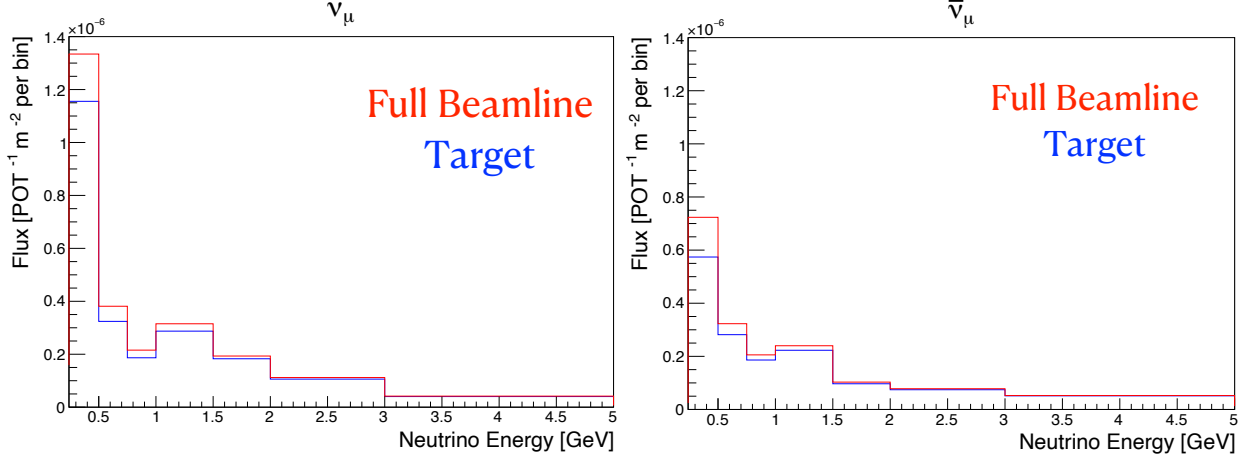 ν_μ
×10⁻⁶
Flux [POT ⁻¹ m ⁻² per bin]
1.4
1.2
1
0.8
0.6
0.4
0.2
0
Full Beamline
Target
0.5 1 1.5 2 2.5 3 3.5 4 4.5 5
Neutrino Energy [GeV]
ν̄_μ
×10⁻⁶
Flux [POT ⁻¹ m ⁻² per bin]
1.4
1.2
1
0.8
0.6
0.4
0.2
0
Full Beamline
Target
0.5 1 1.5 2 2.5 3 3.5 4 4.5 5
Neutrino Energy [GeV]